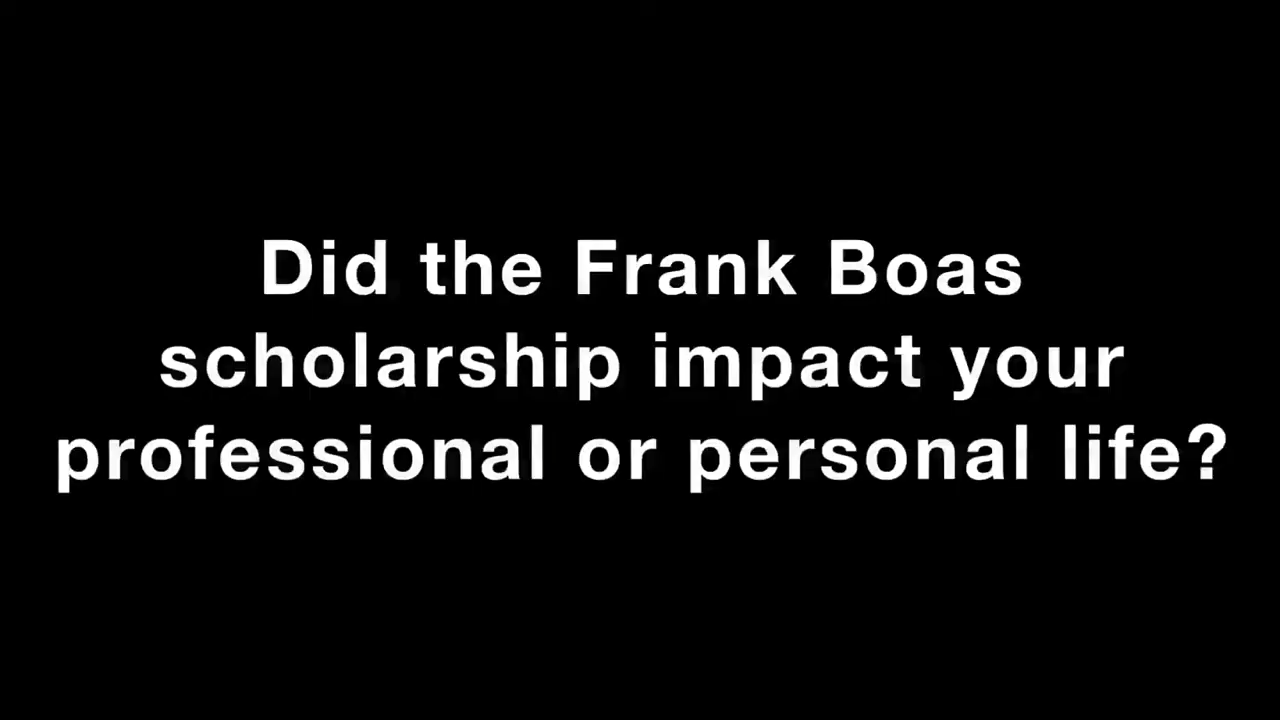 Did the Frank Boas
scholarship impact your
professional or personal life?